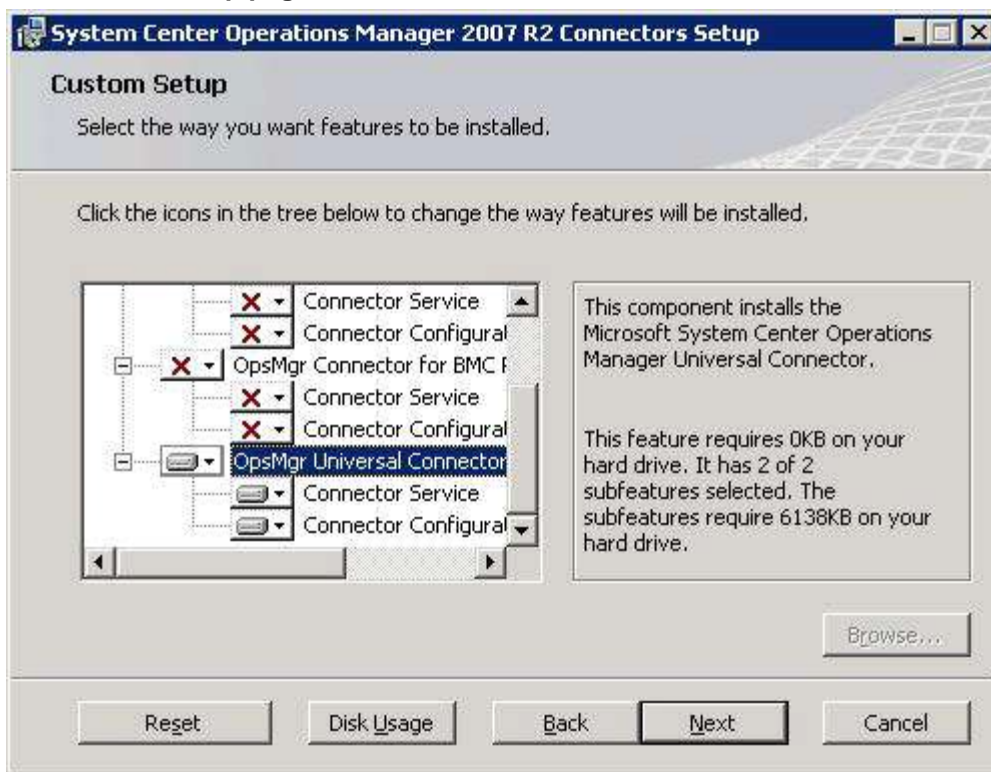 System Center Operations Manager 2007 R2 Connectors Setup
Custom Setup
Select the way you want features to be installed.
Click the icons in the tree below to change the way features will be installed.
Connector Service
Connector Configurat
OpsMgr Connector for BMC
Connector Service
Connector Configurat
OpsMgr Universal Connector
Connector Service
Connector Configurat
This component installs the
Microsoft System Center Operations
Manager Universal Connector.
This feature requires 0KB on your
hard drive. It has 2 of 2
subfeatures selected. The
subfeatures require 6138KB on your
hard drive.
Browse...
Reset Disk Usage Back Next Cancel